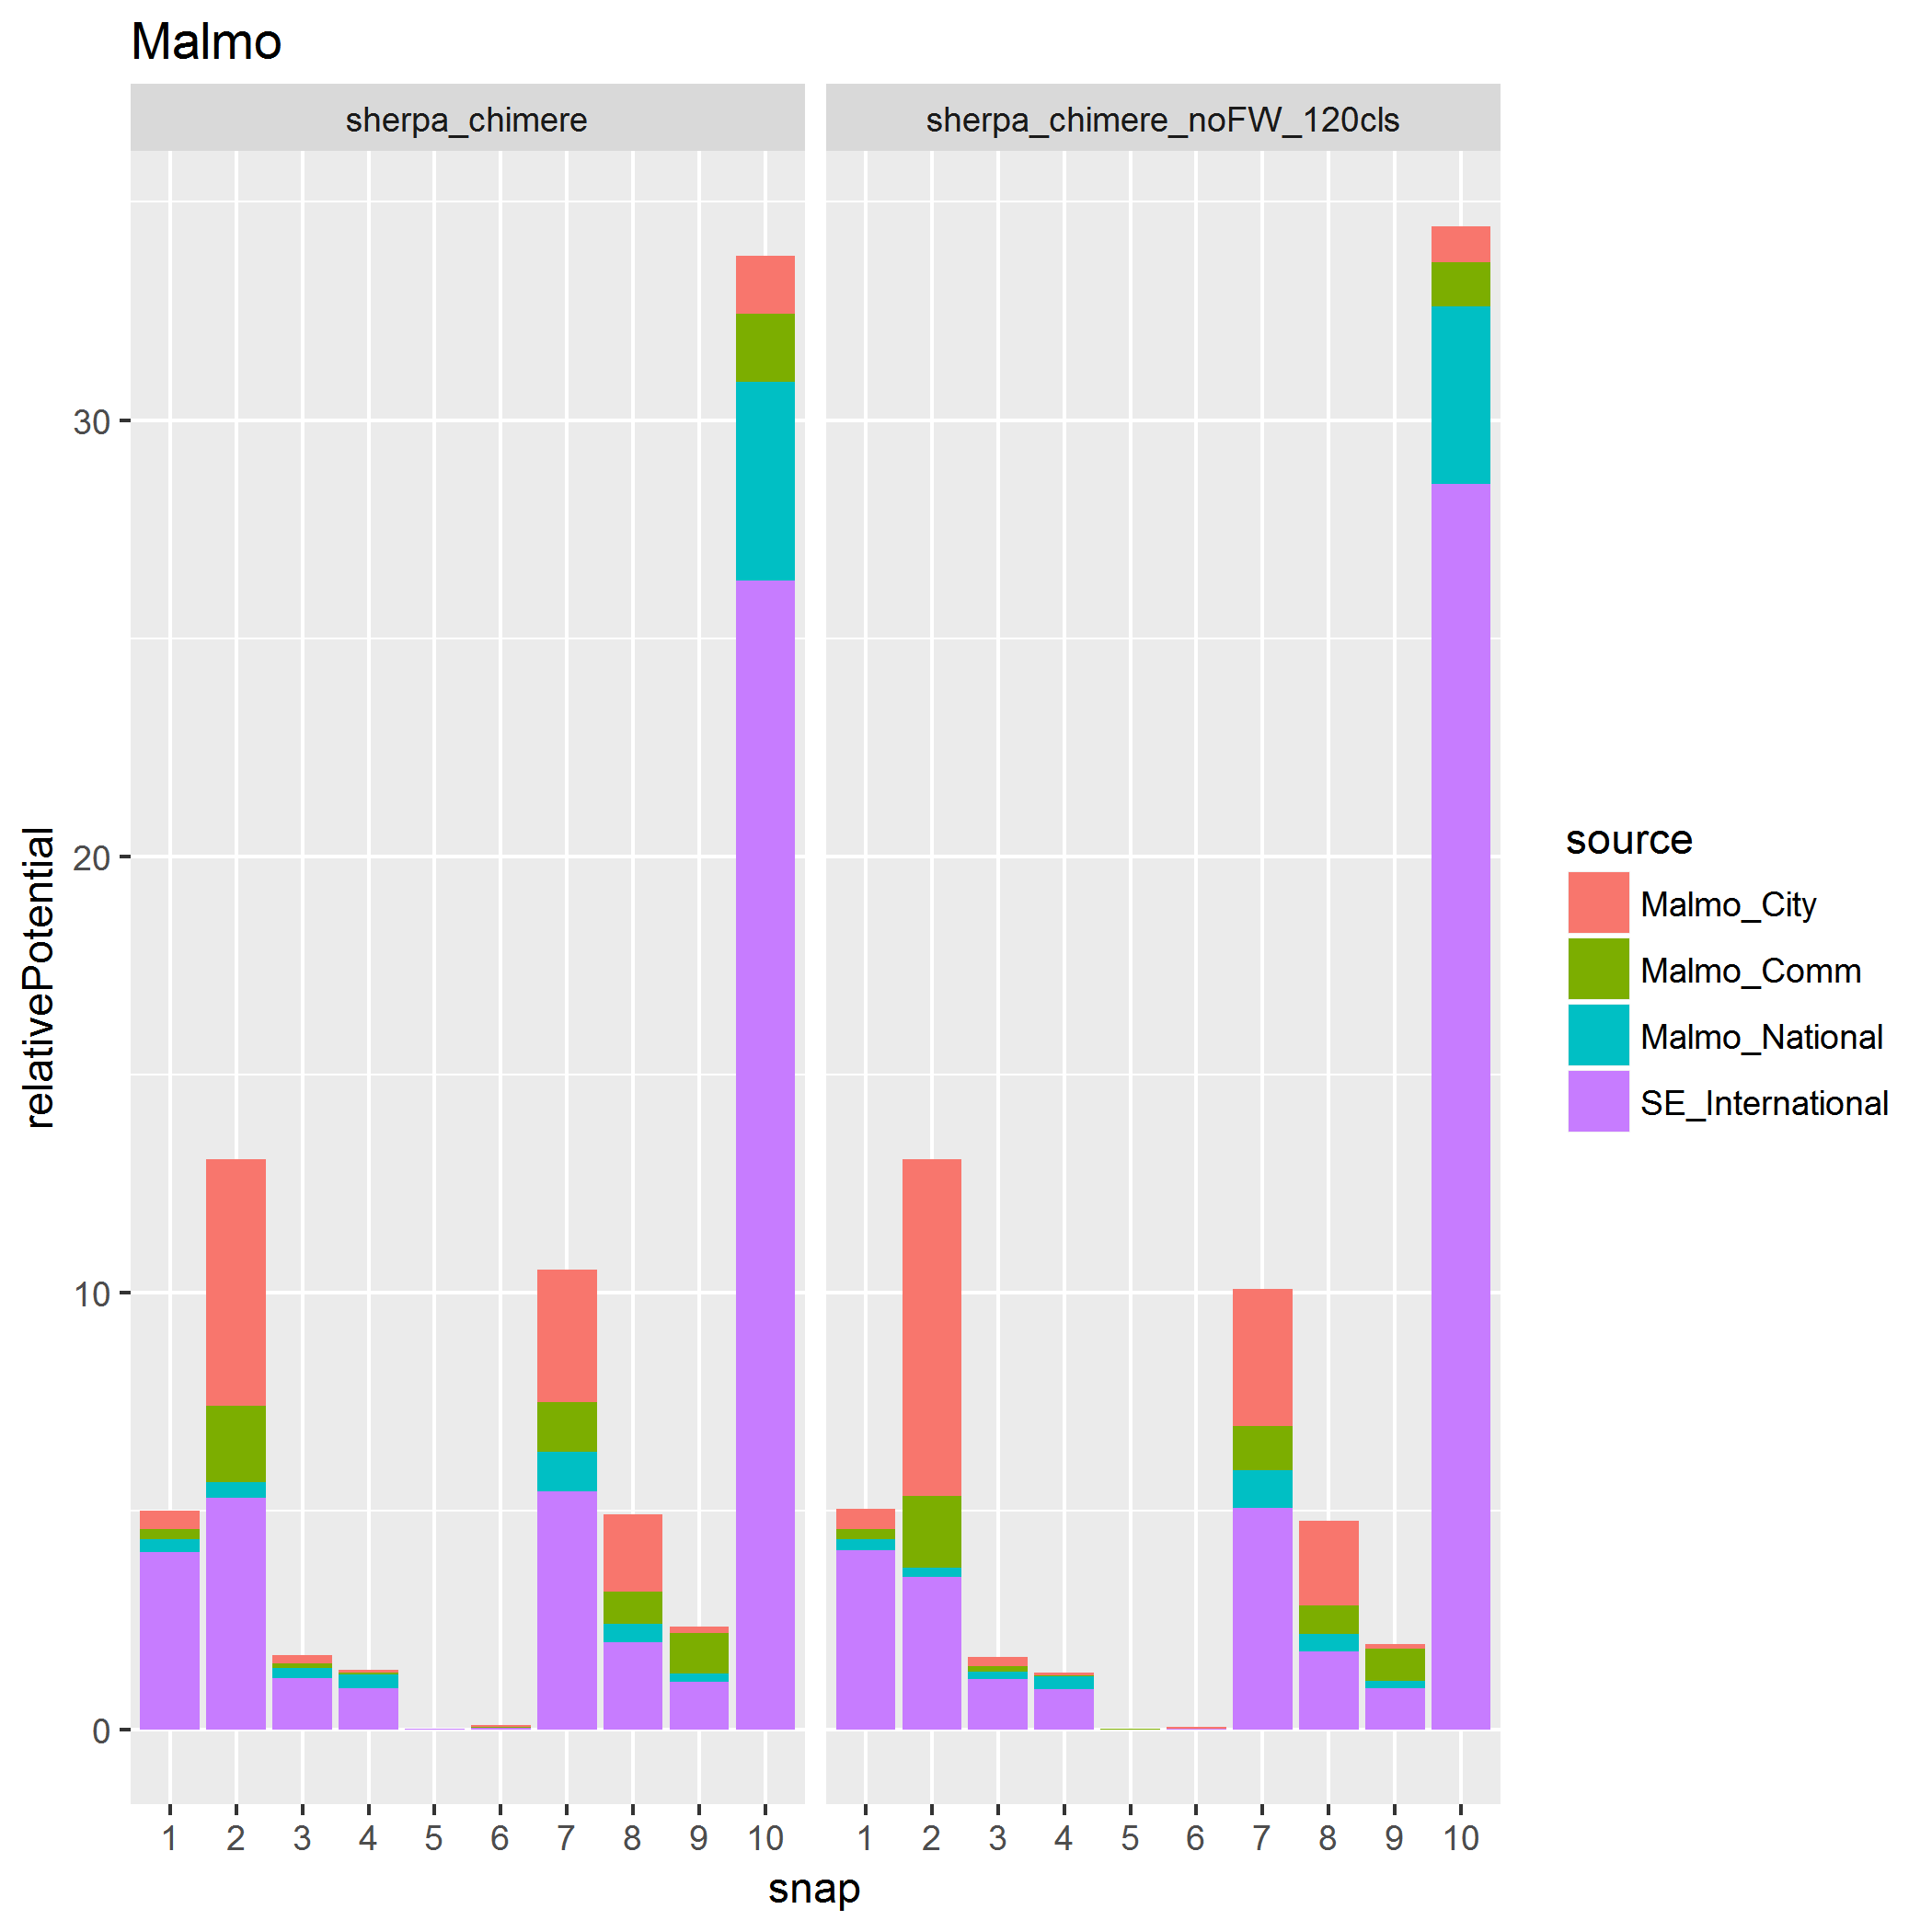 Malmo
sherpa_chimere
sherpa_chimere_noFW_120cls
relativePotential
30
20
10
0
1 2 3 4 5 6 7 8 9 10
1 2 3 4 5 6 7 8 9 10
snap
source
Malmo_City
Malmo_Comm
Malmo_National
SE_International